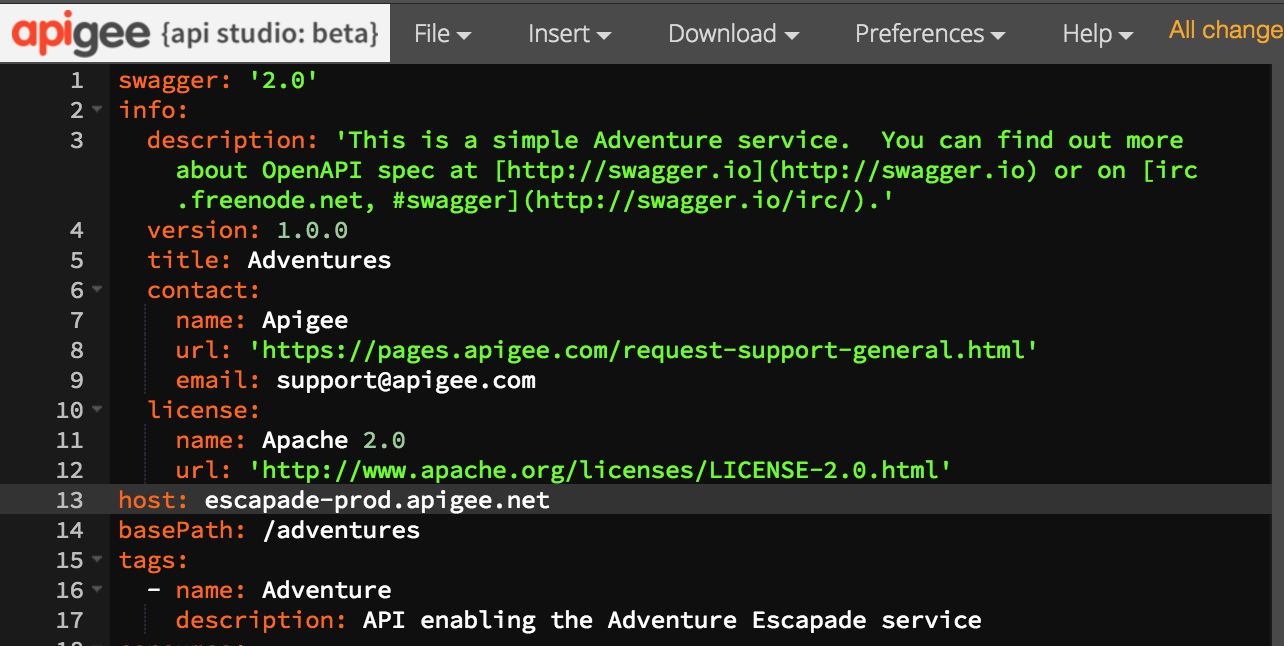 apigee {api studio: beta} File Insert Download Preferences Help All change
1 swagger: '2.0'
2 info:
3 description: 'This is a simple Adventure service.  You can find out more
about OpenAPI spec at [http://swagger.io](http://swagger.io) or on [irc
.freenode.net, #swagger](http://swagger.io/irc/).'
4 version: 1.0.0
5 title: Adventures
6 contact:
7 name: Apigee
8 url: 'https://pages.apigee.com/request-support-general.html'
9 email: support@apigee.com
10 license:
11 name: Apache 2.0
12 url: 'http://www.apache.org/licenses/LICENSE-2.0.html'
13 host: escapade-prod.apigee.net
14 basePath: /adventures
15 tags:
16 - name: Adventure
17 description: API enabling the Adventure Escapade service